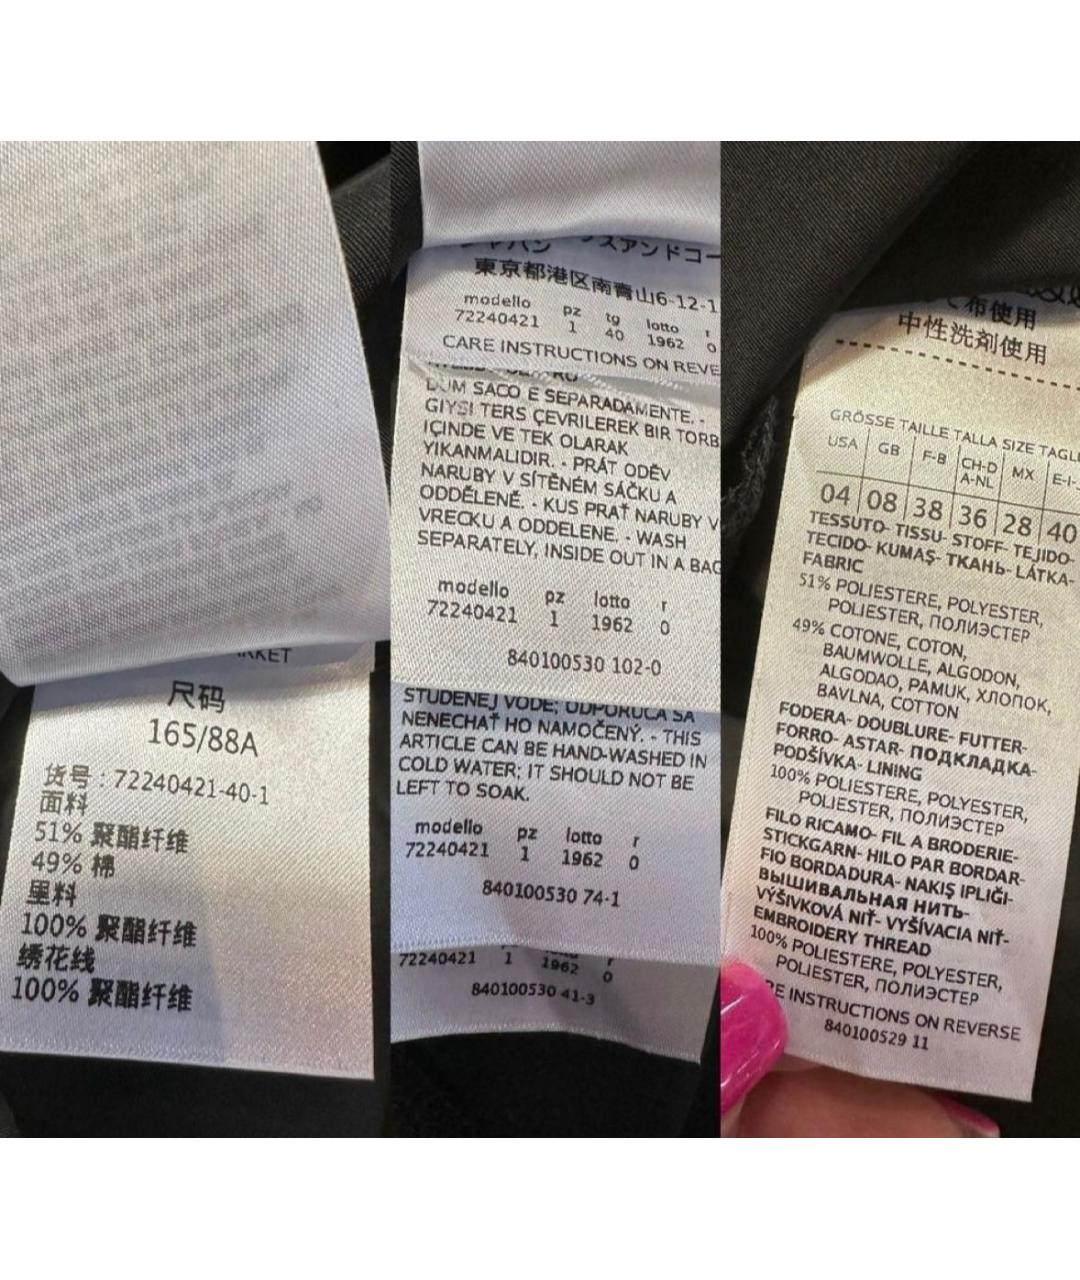 尺码
165/88A
货号 : 72240421-40-1
面料
51% 聚酯纤维
49% 棉
里料
100% 聚酯纤维
绣花线
100% 聚酯纤维
東京都港区南青山6-12-1
modello pz tg lotto r
72240421 1 40 1962 0
CARE INSTRUCTIONS ON REVE
DUM SACO E SEPARADAMENTE. -
GIYSI TERS ÇEVRILEREK BIR TORB
IÇINDE VE TEK OLARAK
YIKANMALIDIR. - PRÁT ODĚV
NARUBY V SÍTĚNÉM SÁČKU A
ODDĚLENĚ. - KUS PRAŤ NARUBY V
VRECKU A ODDELENE. - WASH
SEPARATELY, INSIDE OUT IN A BAG
modello pz lotto r
72240421 1 1962 0
840100530 102-0
STUDENEJ VODE; ODPORÚČA SA
NENECHAŤ HO NAMOČENÝ. - THIS
ARTICLE CAN BE HAND-WASHED IN
COLD WATER; IT SHOULD NOT BE
LEFT TO SOAK.
modello pz lotto r
72240421 1 1962 0
840100530 74-1
72240421 1 1962 0
840100530 41-3
布使用
中性洗剤使用
GRÖSSE TAILLE TALLA SIZE TAGL
USA GB F-B CH-D A-NL MX E-I-
04 08 38 36 28 40
TESSUTO- TISSU- STOFF- TEJIDO-
TECIDO- KUMAŞ- ТКАНЬ- LÁTKA-
FABRIC
51% POLIESTERE, POLYESTER,
POLIESTER, ПОЛИЭСТЕР
49% COTONE, COTON,
BAUMWOLLE, ALGODON,
ALGODAO, PAMUK, ХЛОПОК,
BAVLNA, COTTON
FODERA- DOUBLURE- FUTTER-
FORRO- ASTAR- ПОДКЛАДКА-
PODŠÍVKA- LINING
100% POLIESTERE, POLYESTER,
POLIESTER, ПОЛИЭСТЕР
FILO RICAMO- FIL A BRODERIE-
STICKGARN- HILO PAR BORDAR-
FIO BORDADURA- NAKIŞ IPLIĞI-
ВЫШИВАЛЬНАЯ НИТЬ-
VÝŠIVKOVÁ NIŤ- VYŠÍVACIA NIŤ-
EMBROIDERY THREAD
100% POLIESTERE, POLYESTER,
POLIESTER, ПОЛИЭСТЕР
RE INSTRUCTIONS ON REVERSE
840100529 11